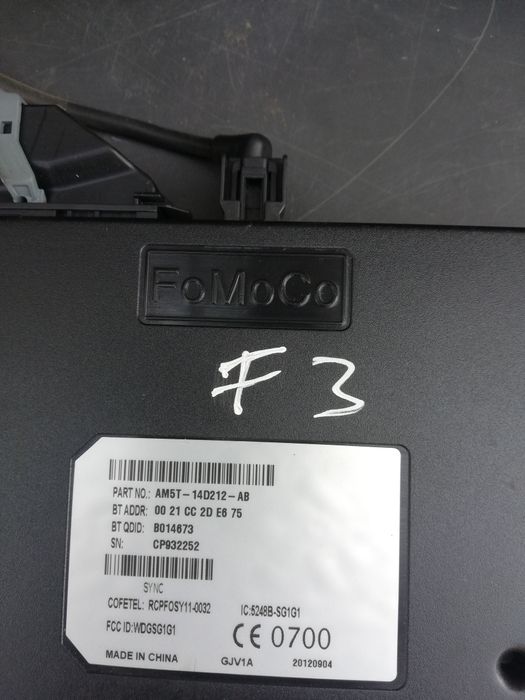 FoMoCo
F 3
PART NO.: AM5T-14D212-AB
BT ADDR: 00 21 CC 2D E6 75
BT QDID: B014673
SN: CP932252
SYNC
COFETEL: RCPFOSY11-0032 IC:5248B-SG1G1
FCC ID:WDGSG1G1
CE 0700
MADE IN CHINA GJV1A 20120904